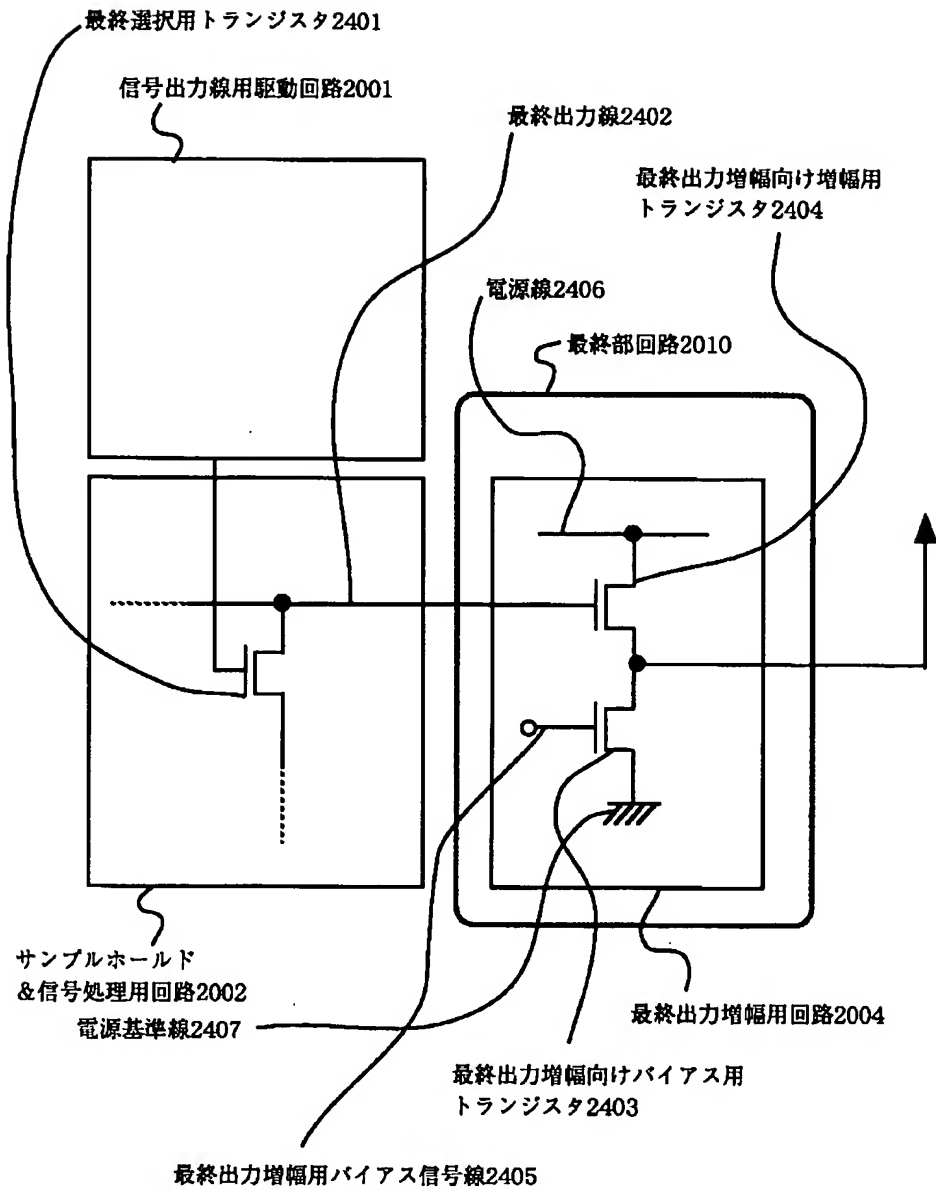 最終選択用トランジスタ2401
信号出力線用駆動回路2001
最終出力線2402
最終出力増幅向け増幅用
トランジスタ2404
電源線2406
最終部回路2010
サンプルホールド
&信号処理用回路2002
電源基準線2407
最終出力増幅用回路2004
最終出力増幅向けバイアス用
トランジスタ2403
最終出力増幅用バイアス信号線2405